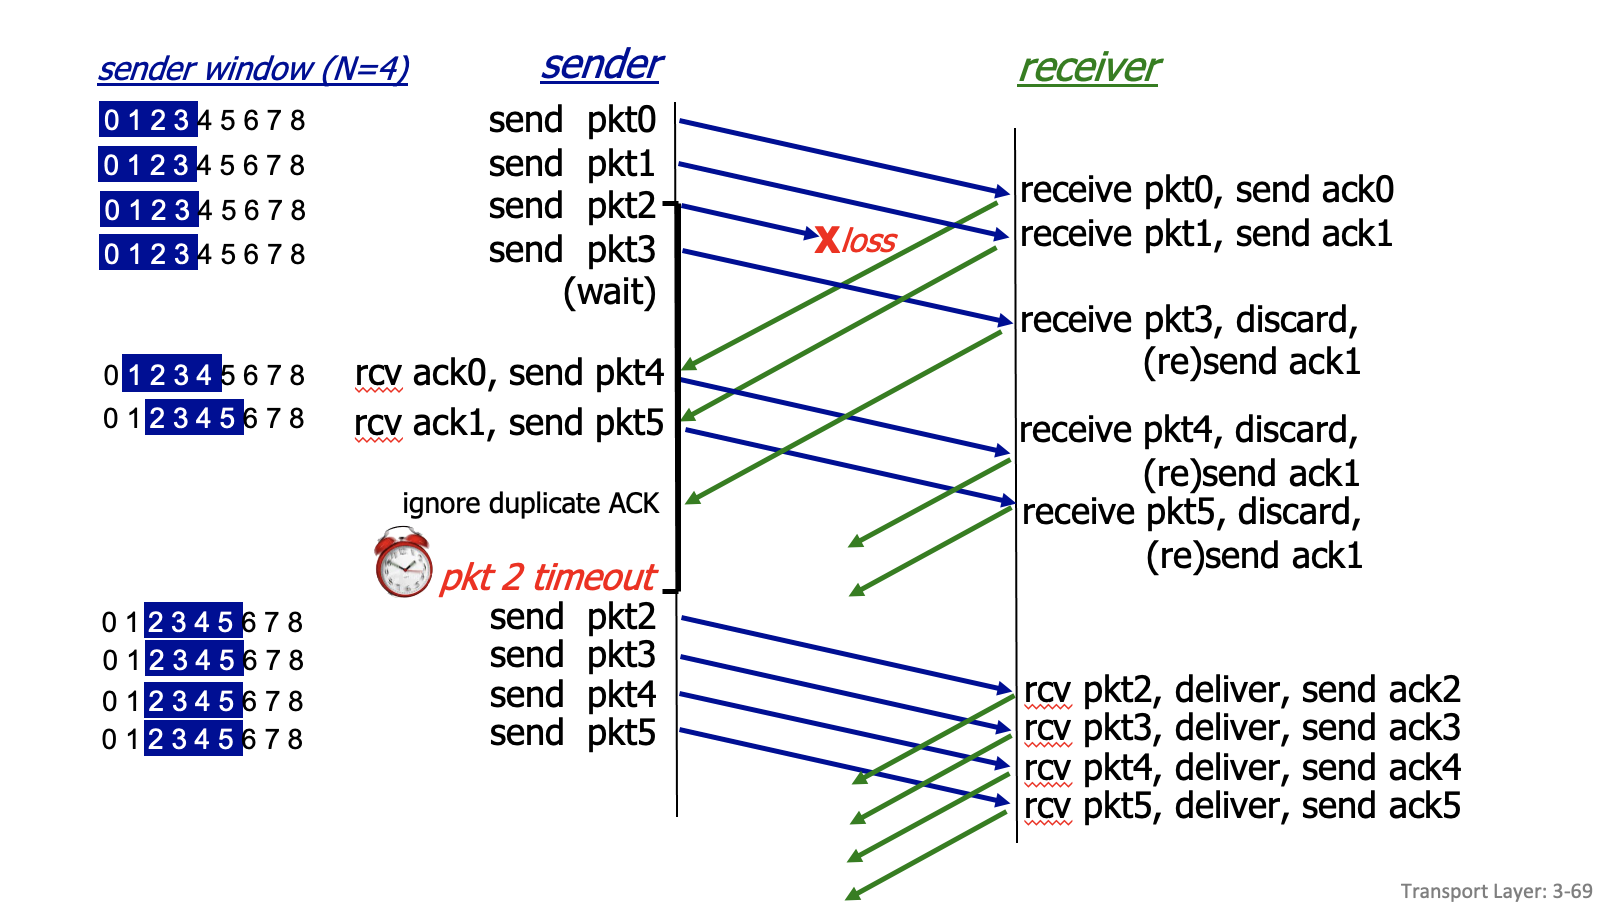 sender window (N=4)
sender
receiver
0 1 2 3 4 5 6 7 8
send pkt0
0 1 2 3 4 5 6 7 8
send pkt1
receive pkt0, send ack0
0 1 2 3 4 5 6 7 8
send pkt2
X loss
receive pkt1, send ack1
0 1 2 3 4 5 6 7 8
send pkt3
(wait)
receive pkt3, discard,
(re)send ack1
0 1 2 3 4 5 6 7 8
rcv ack0, send pkt4
0 1 2 3 4 5 6 7 8
rcv ack1, send pkt5
receive pkt4, discard,
(re)send ack1
ignore duplicate ACK
receive pkt5, discard,
(re)send ack1
pkt 2 timeout
0 1 2 3 4 5 6 7 8
send pkt2
0 1 2 3 4 5 6 7 8
send pkt3
0 1 2 3 4 5 6 7 8
send pkt4
rcv pkt2, deliver, send ack2
0 1 2 3 4 5 6 7 8
send pkt5
rcv pkt3, deliver, send ack3
rcv pkt4, deliver, send ack4
rcv pkt5, deliver, send ack5
Transport Layer: 3-69